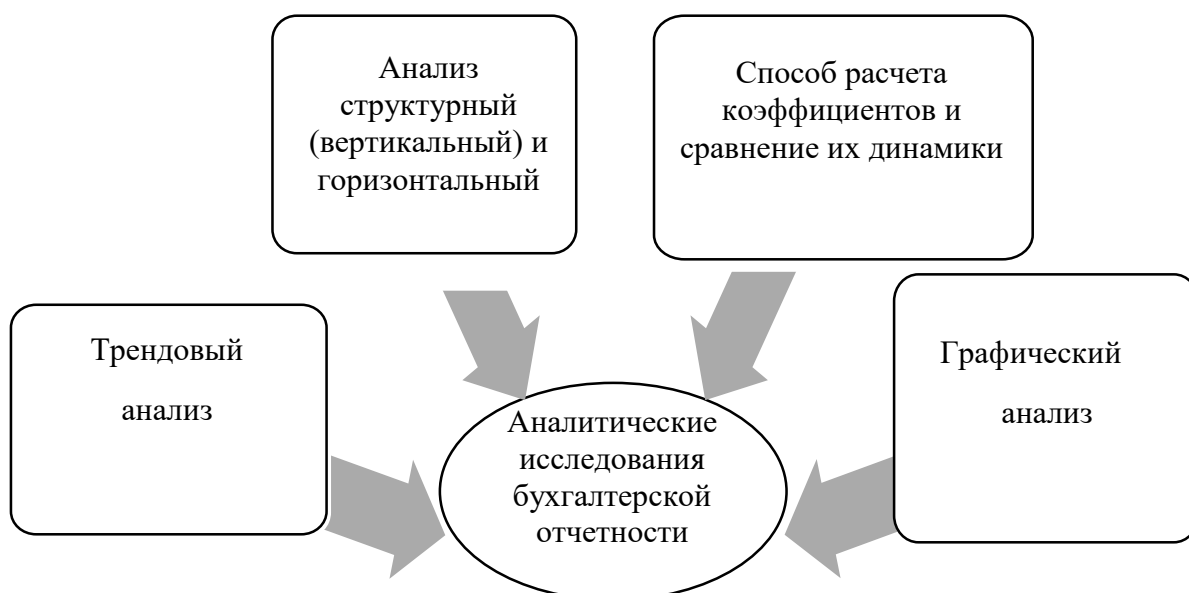 Анализ
структурный
(вертикальный) и
горизонтальный
Способ расчета
коэффициентов и
сравнение их динамики
Трендовый
анализ
Графический
анализ
Аналитические
исследования
бухгалтерской
отчетности